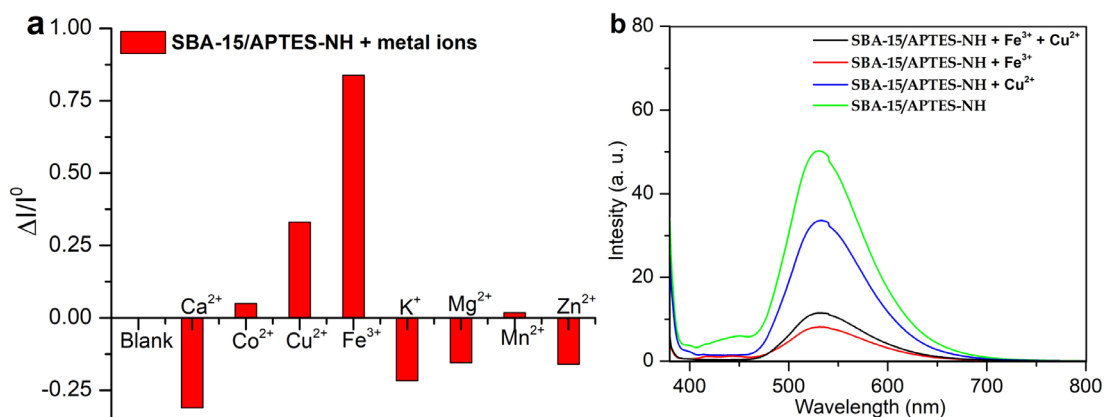 a
SBA-15/APTES-NH + metal ions
1.00
0.75
0.50
0.25
0.00
-0.25
ΔI/I⁰
Blank
Ca²⁺
Co²⁺
Cu²⁺
Fe³⁺
K⁺
Mg²⁺
Mn²⁺
Zn²⁺
b
SBA-15/APTES-NH + Fe³⁺ + Cu²⁺
SBA-15/APTES-NH + Fe³⁺
SBA-15/APTES-NH + Cu²⁺
SBA-15/APTES-NH
80
60
40
20
0
Intesity (a. u.)
400
500
600
700
800
Wavelength (nm)